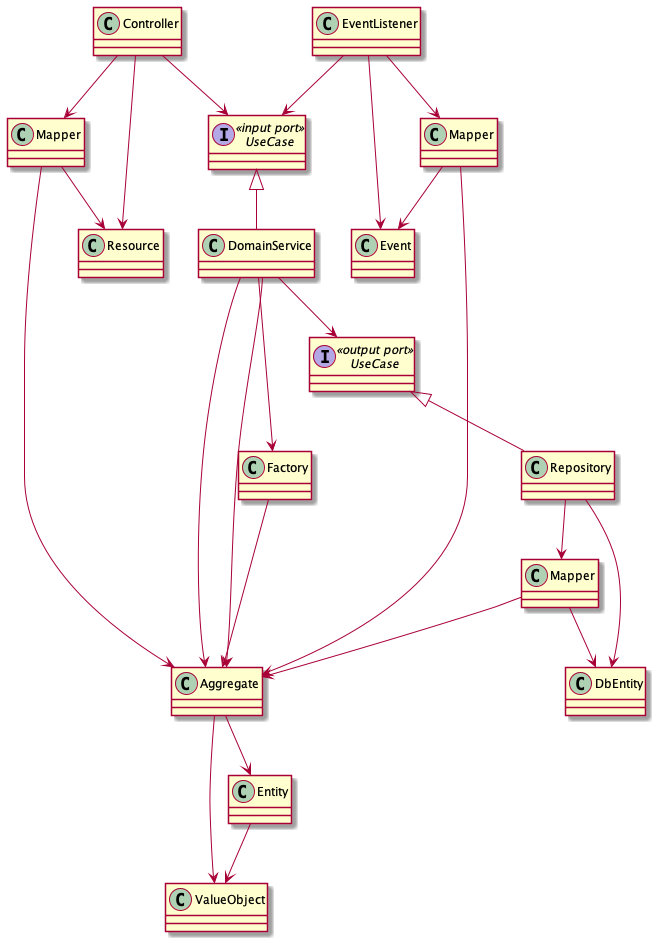 C Controller
C EventListener
C Mapper
I «input port»
UseCase
C Mapper
C Resource
C DomainService
C Event
I «output port»
UseCase
C Factory
C Repository
C Mapper
C Aggregate
C DbEntity
C Entity
C ValueObject